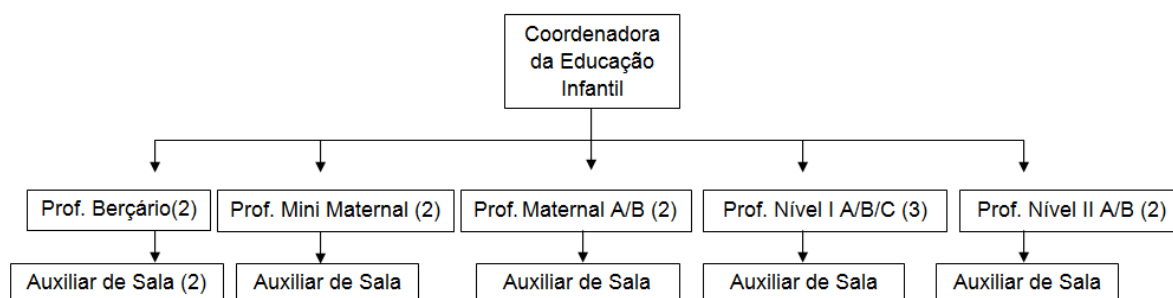 Coordenadora
da Educação
Infantil
Prof. Berçário(2)
Prof. Mini Maternal (2)
Prof. Maternal A/B (2)
Prof. Nível I A/B/C (3)
Prof. Nível II A/B (2)
Auxiliar de Sala (2)
Auxiliar de Sala
Auxiliar de Sala
Auxiliar de Sala
Auxiliar de Sala